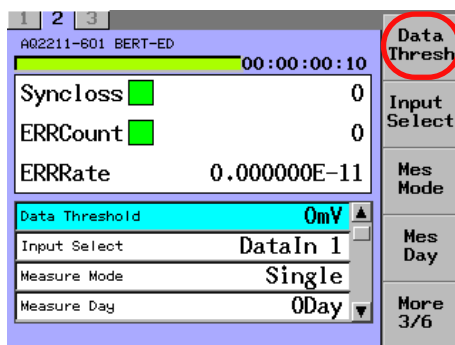 1 2 3
AQ2211-601 BERT-ED
00:00:00:10
Syncloss 0
ERRCount 0
ERRRate 0.000000E-11
Data Threshold 0mV
Input Select DataIn 1
Measure Mode Single
Measure Day 0Day
Data
Thresh
Input
Select
Mes
Mode
Mes
Day
More
3/6